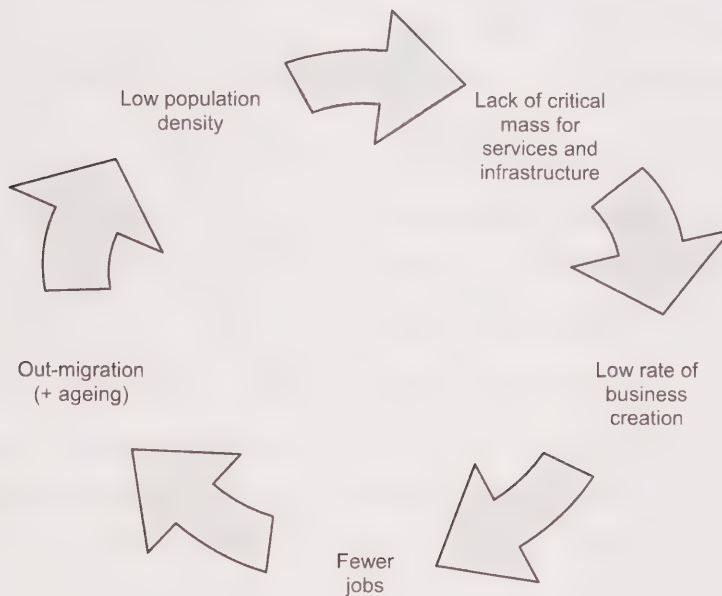 Low population
density
Lack of critical
mass for
services and
infrastructure
Low rate of
business
creation
Fewer
jobs
Out-migration
(+ ageing)